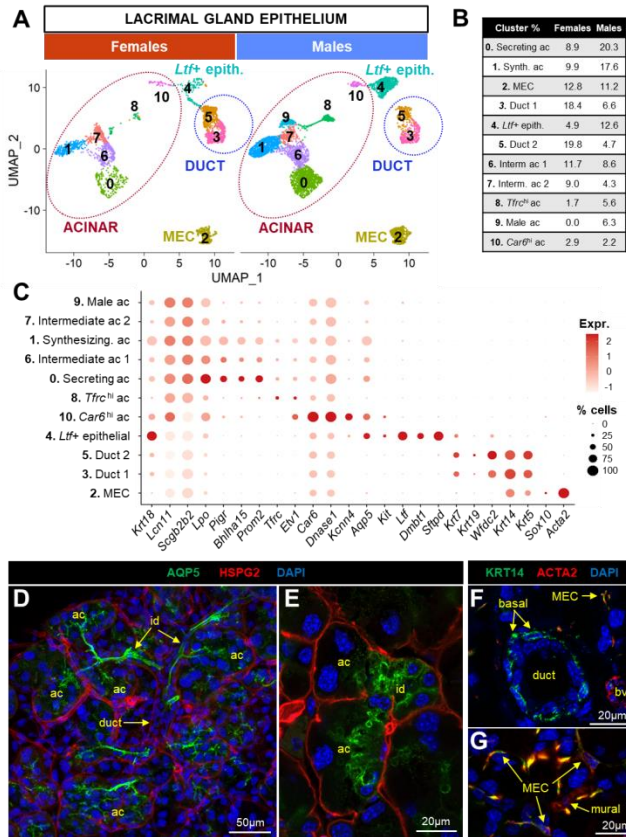 A
LACRIMAL GLAND EPITHELIUM
Females
Males
Ltf+ epith.
10
4
8
5
3
DUCT
7
1
6
0
ACINAR
MEC
2
Ltf+ epith.
10
4
8
9
5
3
DUCT
7
1
6
0
ACINAR
MEC
2
UMAP_2
10
0
-10
-10
-5
0
5
10
-10
-5
0
5
10
UMAP_1
B
Cluster % Females Males
0. Secreting ac 8.9 20.3
1. Synth. ac 9.9 17.6
2. MEC 12.8 11.2
3. Duct 1 18.4 6.6
4. Ltf+ epith. 4.9 12.6
5. Duct 2 19.8 4.7
6. Interm ac 1 11.7 8.6
7. Interm. ac 2 9.0 4.3
8. Tfrchi ac 1.7 5.6
9. Male ac 0.0 6.3
10. Car6hi ac 2.9 2.2
C
9. Male ac
7. Intermediate ac 2
1. Synthesizing. ac
6. Intermediate ac 1
0. Secreting ac
8. Tfrchi ac
10. Car6hi ac
4. Ltf+ epithelial
5. Duct 2
3. Duct 1
2. MEC
Krt18
Lcn11
Scgb2b2
Lpo
Pigr
Bhlha15
Prom2
Tfrc
Etv1
Car6
Dnase1
Kcnn4
Aqp5
Kit
Ltf
Dmbt1
Sftpd
Krt7
Krt19
Wfdc2
Krt14
Krt5
Sox10
Acta2
Expr.
2
1
0
-1
% cells
0
25
50
75
100
AQP5 HSPG2 DAPI
D
ac
id
ac
ac
ac
duct
ac
50µm
E
ac
id
ac
20µm
KRT14 ACTA2 DAPI
F
MEC
basal
duct
bv
20µm
G
MEC
mural
20µm